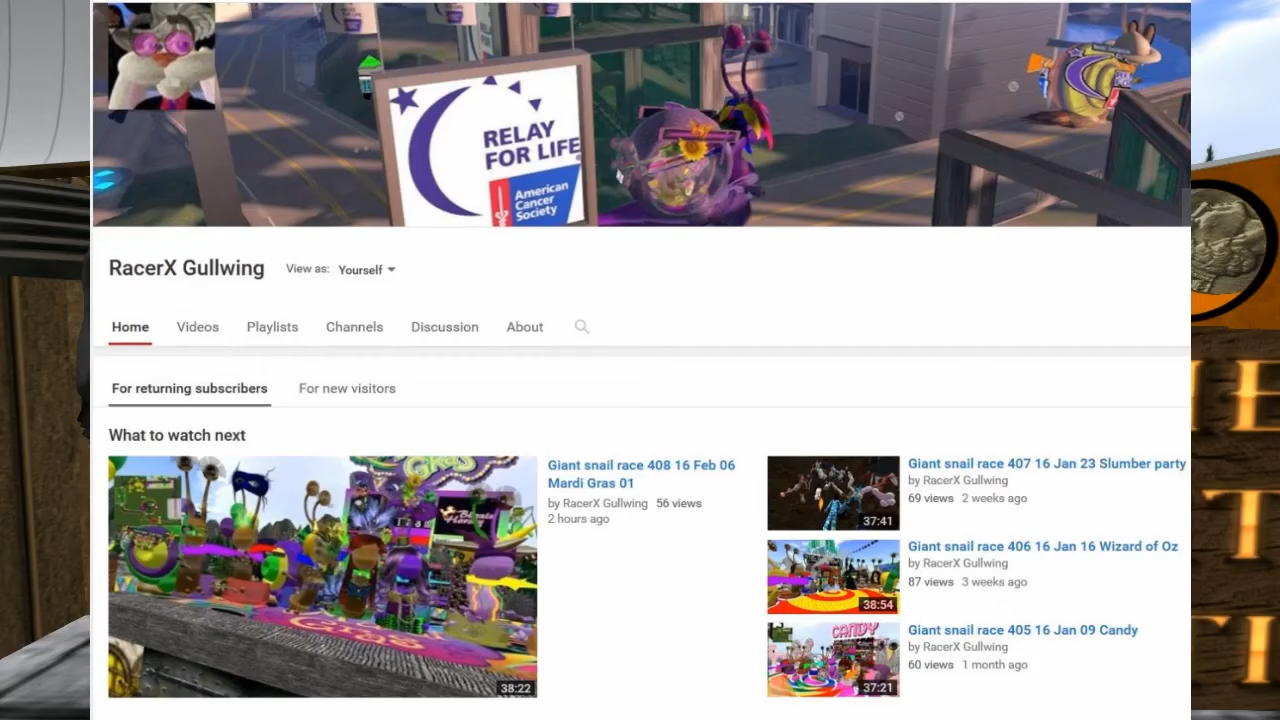 RELAY
FOR LIFE®
American
Cancer
Society
RacerX Gullwing
View as: Yourself
Home Videos Playlists Channels Discussion About
For returning subscribers For new visitors
What to watch next
Giant snail race 408 16 Feb 06
Mardi Gras 01
by RacerX Gullwing 56 views
2 hours ago
38:22
Giant snail race 407 16 Jan 23 Slumber party
by RacerX Gullwing
69 views 2 weeks ago
37:41
Giant snail race 406 16 Jan 16 Wizard of Oz
by RacerX Gullwing
87 views 3 weeks ago
38:54
Giant snail race 405 16 Jan 09 Candy
by RacerX Gullwing
60 views 1 month ago
CANDY
37:21